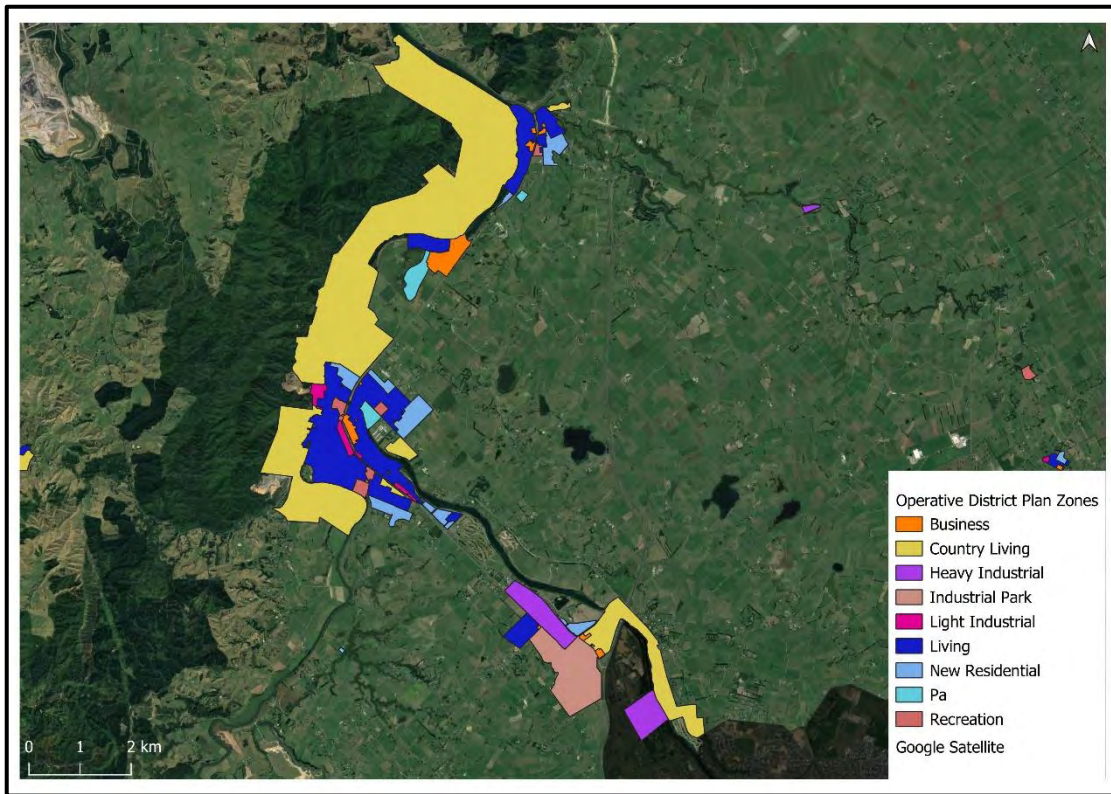 Operative District Plan Zones
Business
Country Living
Heavy Industrial
Industrial Park
Light Industrial
Living
New Residential
Pa
Recreation
Google Satellite
0 1 2 km